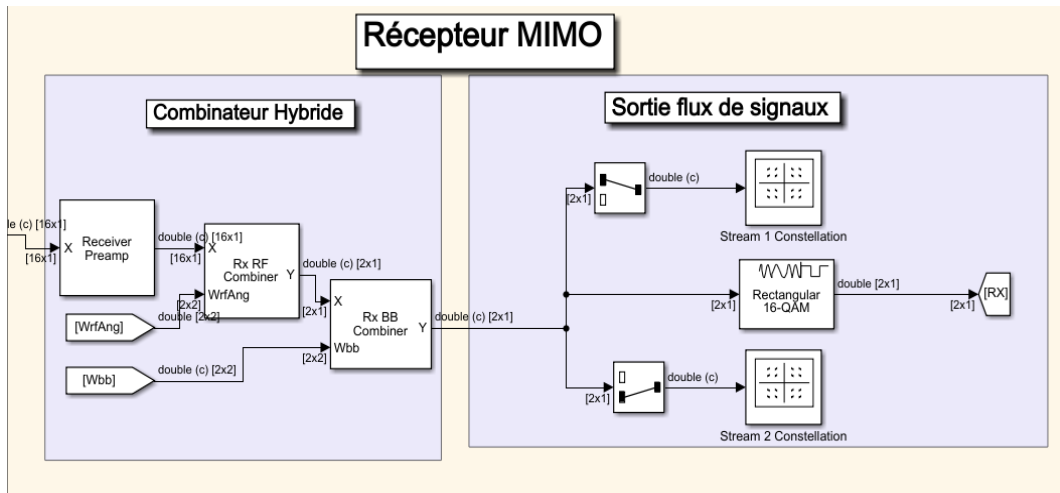 Récepteur MIMO
Combinateur Hybride
Sortie flux de signaux
le (c) [16x1]
[16x1]
X
Receiver
Preamp
double (c) [16x1]
[16x1]
X
Rx RF
Combiner
Y
WrfAng
[2x2]
double [2x2]
[WrfAng]
double (c) [2x1]
[2x1]
X
Rx BB
Combiner
Y
Wbb
[2x2]
[Wbb]
double (c) [2x2]
double (c) [2x1]
[2x1]
double (c)
Stream 1 Constellation
[2x1]
Rectangular
16-QAM
double [2x1]
[2x1]
[RX]
[2x1]
double (c)
Stream 2 Constellation